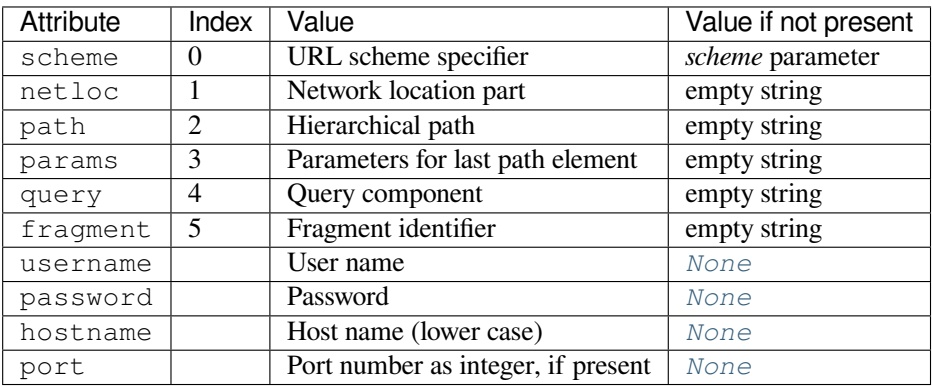 Attribute Index Value Value if not present
scheme 0 URL scheme specifier scheme parameter
netloc 1 Network location part empty string
path 2 Hierarchical path empty string
params 3 Parameters for last path element empty string
query 4 Query component empty string
fragment 5 Fragment identifier empty string
username User name None
password Password None
hostname Host name (lower case) None
port Port number as integer, if present None